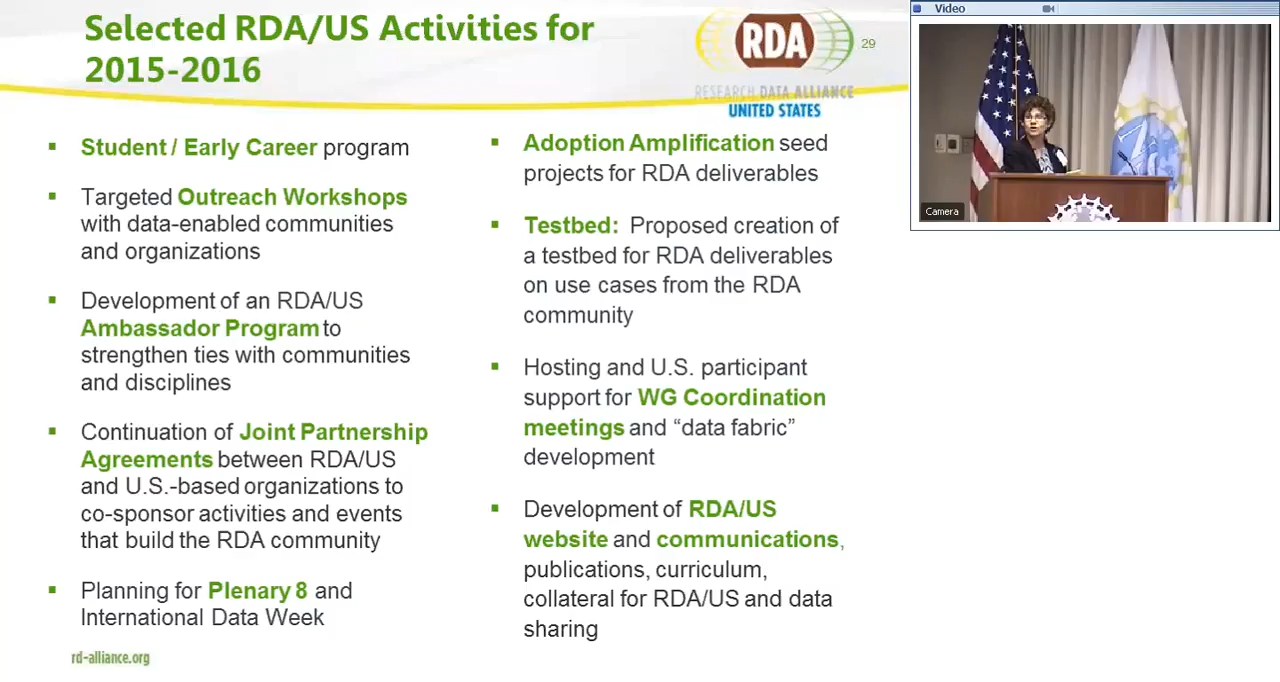 Selected RDA/US Activities for
2015-2016
RDA
RESEARCH DATA ALLIANCE
UNITED STATES
29
▪ Student / Early Career program
▪ Targeted Outreach Workshops
with data-enabled communities
and organizations
▪ Development of an RDA/US
Ambassador Program to
strengthen ties with communities
and disciplines
▪ Continuation of Joint Partnership
Agreements between RDA/US
and U.S.-based organizations to
co-sponsor activities and events
that build the RDA community
▪ Planning for Plenary 8 and
International Data Week
rd-alliance.org
▪ Adoption Amplification seed
projects for RDA deliverables
▪ Testbed: Proposed creation of
a testbed for RDA deliverables
on use cases from the RDA
community
▪ Hosting and U.S. participant
support for WG Coordination
meetings and “data fabric”
development
▪ Development of RDA/US
website and communications,
publications, curriculum,
collateral for RDA/US and data
sharing
Video
Camera